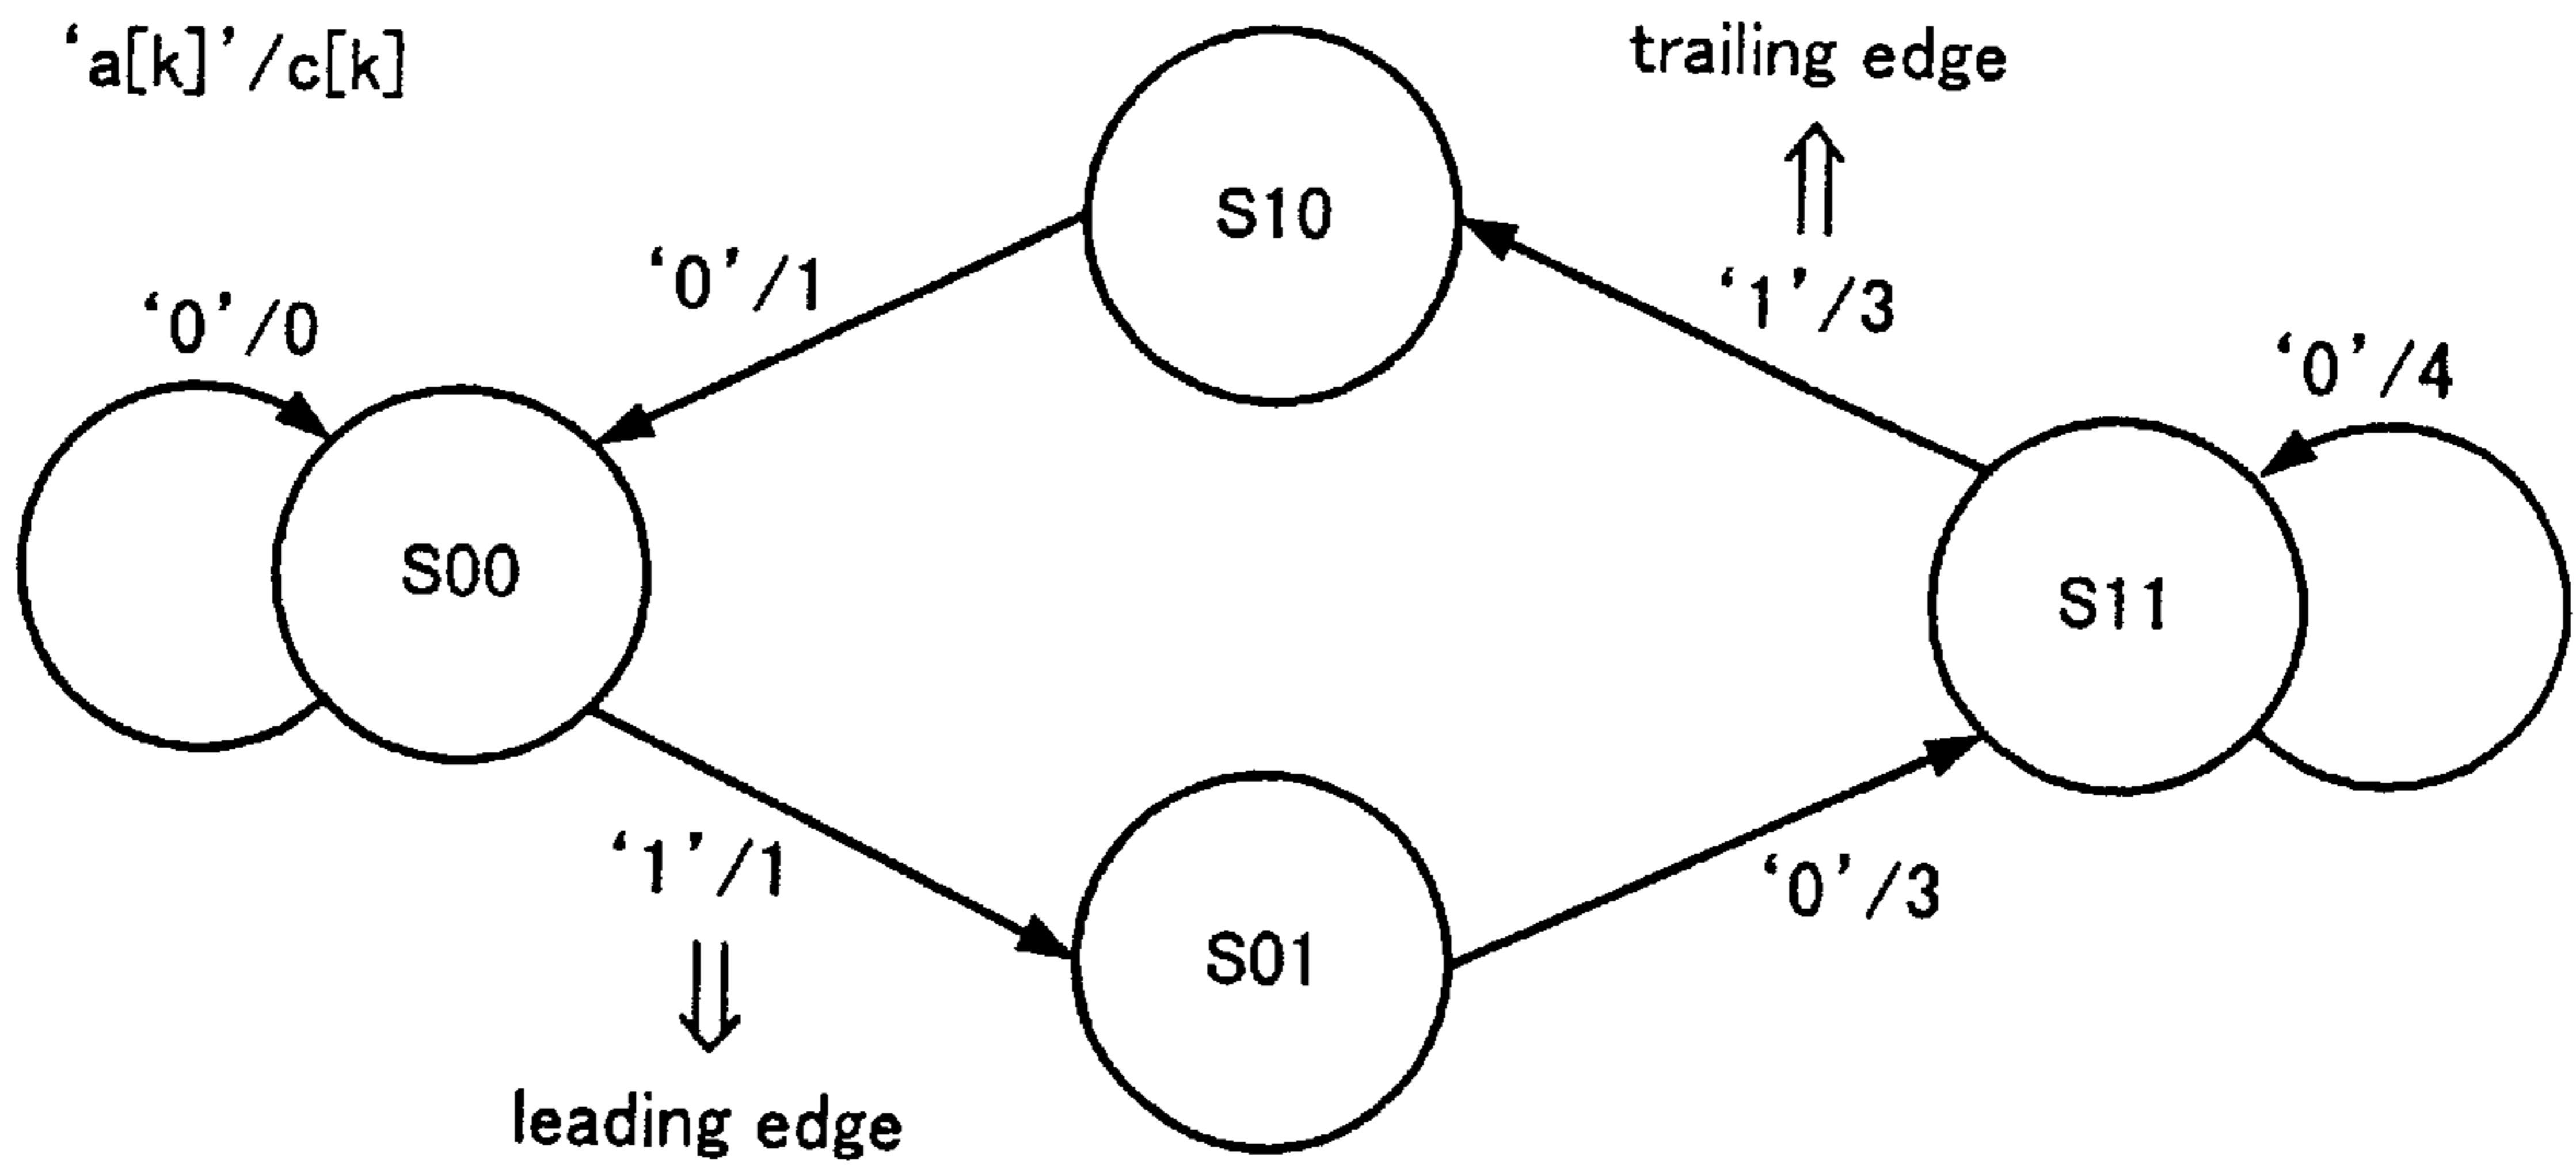 ‘a[k]’/c[k]
trailing edge
S10
‘0’/1
‘1’/3
‘0’/0
‘0’/4
S00
S11
‘1’/1
‘0’/3
S01
leading edge